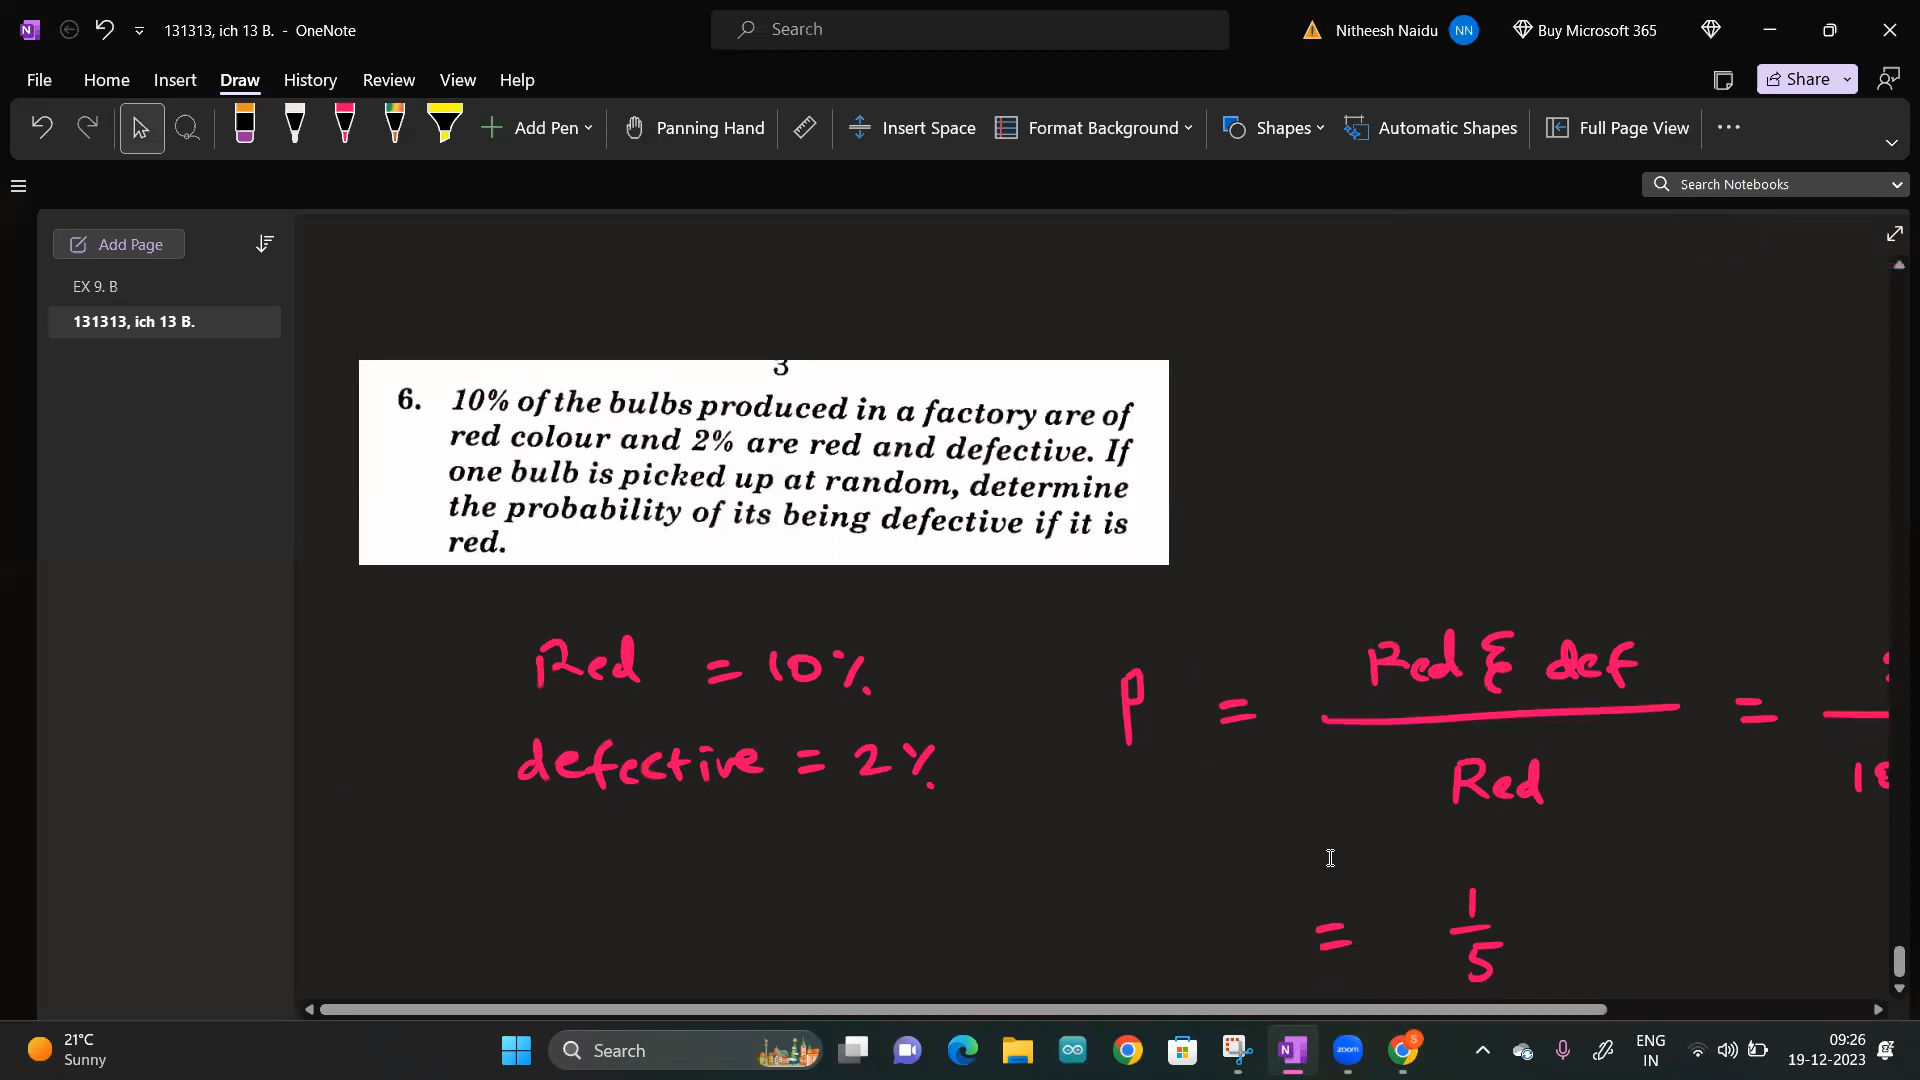 131313, ich 13 B. - OneNote
Search
Nitheesh Naidu
NN
Buy Microsoft 365
File
Home
Insert
Draw
History
Review
View
Help
Share
Add Pen
Panning Hand
Insert Space
Format Background
Shapes
Automatic Shapes
Full Page View
Search Notebooks
Add Page
EX 9. B
131313, ich 13 B.
3
6. 10% of the bulbs produced in a factory are of
red colour and 2% are red and defective. If
one bulb is picked up at random, determine
the probability of its being defective if it is
red.
Red = 10%
defective = 2%
P = Red & def / Red =
= 1/5
21°C
Sunny
Search
zoom
S
ENG
IN
09:26
19-12-2023